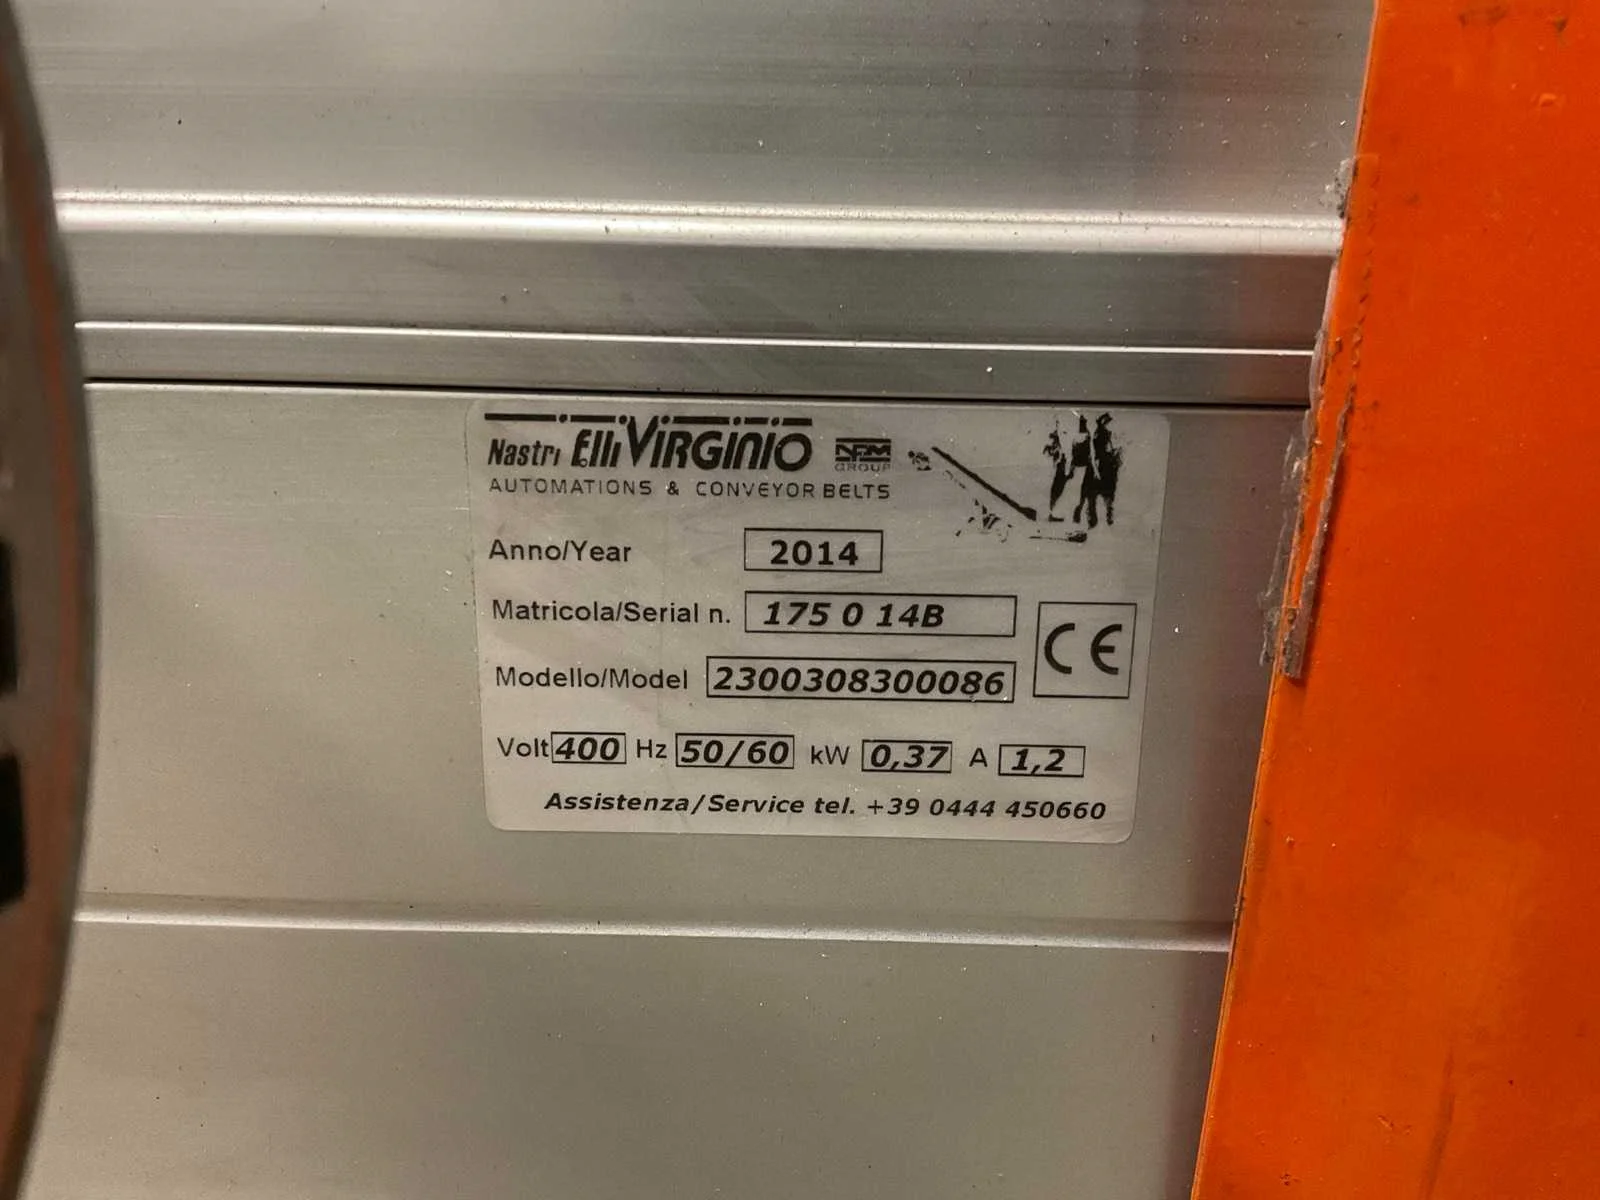 Nastri F.lli VIRGINIO NPM GROUP
AUTOMATIONS & CONVEYOR BELTS
Anno/Year 2014
Matricola/Serial n. 175 0 14B
CE
Modello/Model 2300308300086
Volt 400 Hz 50/60 kW 0,37 A 1,2
Assistenza/Service tel. +39 0444 450660